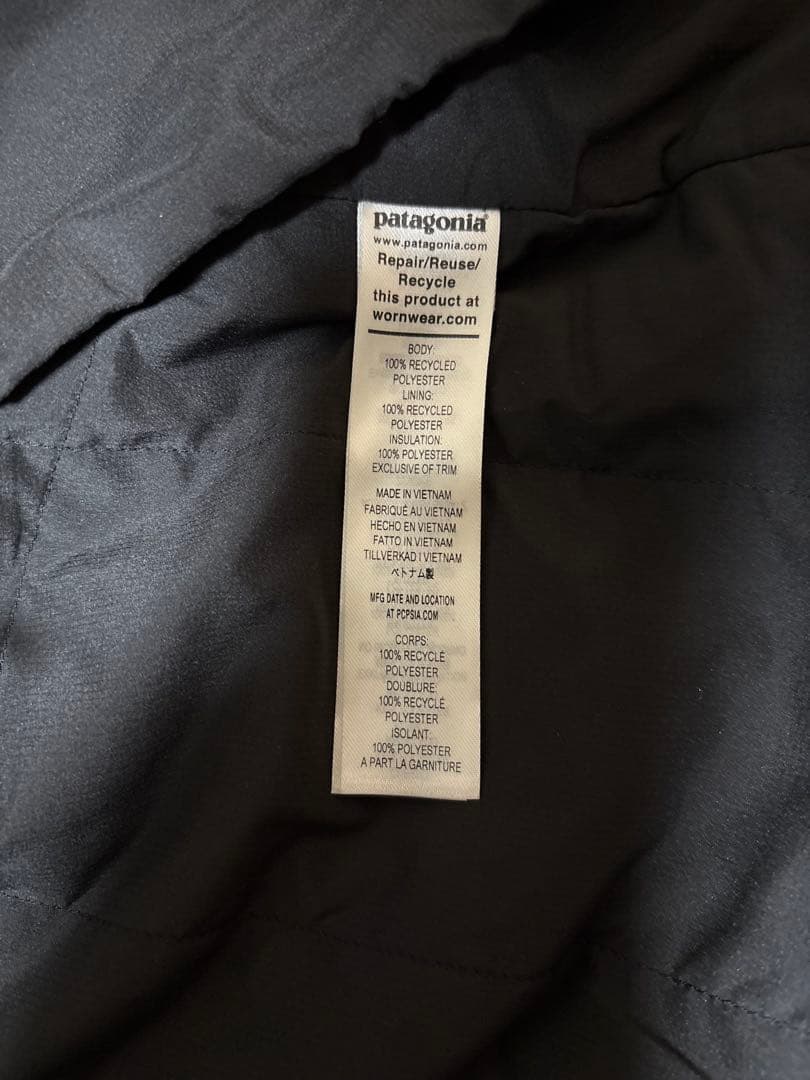 patagonia®
www.patagonia.com
Repair/Reuse/
Recycle
this product at
wornwear.com
BODY:
100% RECYCLED
POLYESTER
LINING:
100% RECYCLED
POLYESTER
INSULATION:
100% POLYESTER
EXCLUSIVE OF TRIM
MADE IN VIETNAM
FABRIQUÉ AU VIETNAM
HECHO EN VIETNAM
FATTO IN VIETNAM
TILLVERKAD I VIETNAM
ベトナム製
MFG DATE AND LOCATION
AT PCPSIA.COM
CORPS:
100% RECYCLÉ
POLYESTER
DOUBLURE:
100% RECYCLÉ
POLYESTER
ISOLANT:
100% POLYESTER
A PART LA GARNITURE